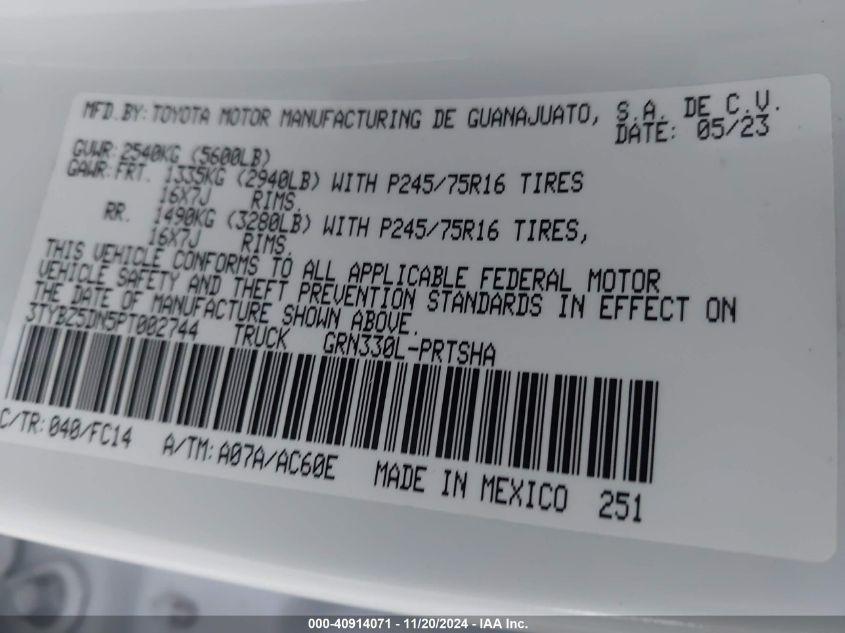 MFD.BY: TOYOTA MOTOR MANUFACTURING DE GUANAJUATO, S.A. DE C.V.
DATE: 05/23
GVWR: 2540KG (5600LB)
GAWR: FRT. 1335KG (2940LB) WITH P245/75R16 TIRES
16X7J RIMS,
RR. 1490KG (3280LB) WITH P245/75R16 TIRES,
16X7J RIMS.
THIS VEHICLE CONFORMS TO ALL APPLICABLE FEDERAL MOTOR
VEHICLE SAFETY AND THEFT PREVENTION STANDARDS IN EFFECT ON
THE DATE OF MANUFACTURE SHOWN ABOVE.
3TYBZ5DN5PT002744 TRUCK GRN330L-PRTSHA
C/TR: 040/FC14 A/TM: A07A/AC60E MADE IN MEXICO 251
000-40914071 - 11/20/2024 - IAA Inc.